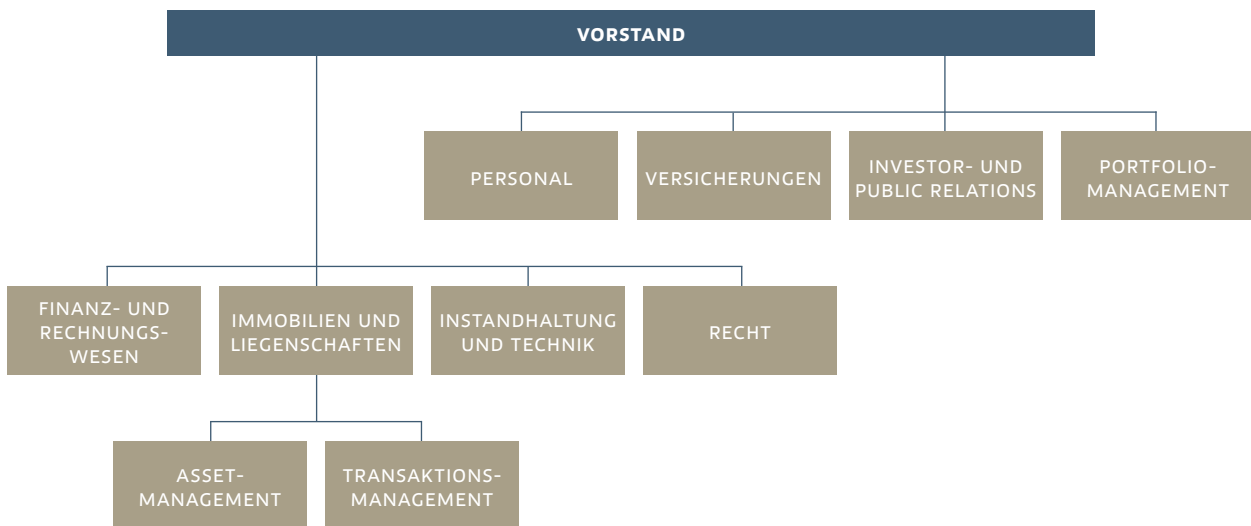 VORSTAND
PERSONAL
VERSICHERUNGEN
INVESTOR- UND
PUBLIC RELATIONS
PORTFOLIO-
MANAGEMENT
FINANZ- UND
RECHNUNGS-
WESEN
IMMOBILIEN UND
LIEGENSCHAFTEN
INSTANDHALTUNG
UND TECHNIK
RECHT
ASSET-
MANAGEMENT
TRANSAKTIONS-
MANAGEMENT